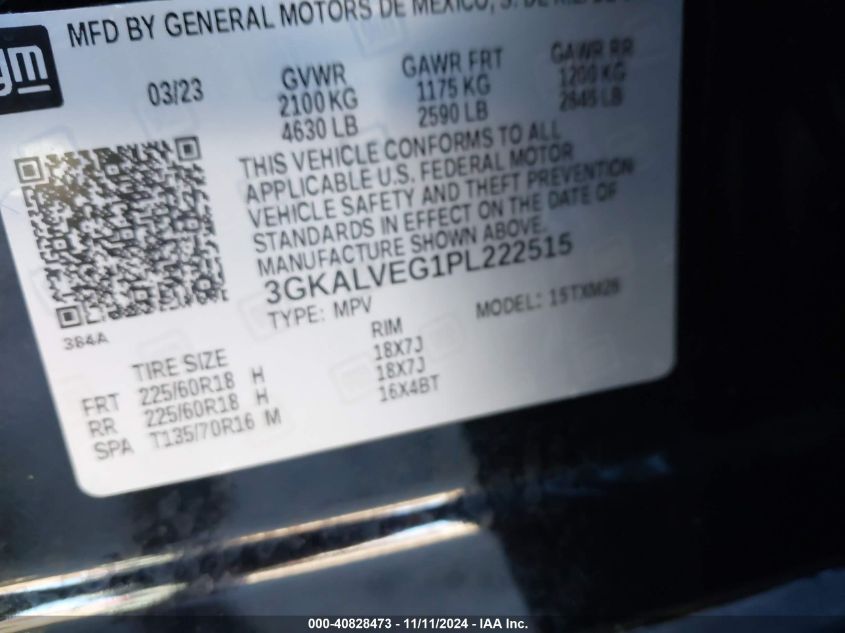 gm
MFD BY GENERAL MOTORS DE MEXICO, S. DE R.L. DE
03/23 GVWR GAWR FRT GAWR RR
2100 KG 1175 KG 1200 KG
4630 LB 2590 LB 2645 LB
THIS VEHICLE CONFORMS TO ALL
APPLICABLE U.S. FEDERAL MOTOR
VEHICLE SAFETY AND THEFT PREVENTION
STANDARDS IN EFFECT ON THE DATE OF
MANUFACTURE SHOWN ABOVE.
3GKALVEG1PL222515
TYPE: MPV MODEL: 15TXM26
384A
TIRE SIZE RIM
FRT 225/60R18 H 18X7J
RR 225/60R18 H 18X7J
SPA T135/70R16 M 16X4BT
000-40828473 - 11/11/2024 - IAA Inc.